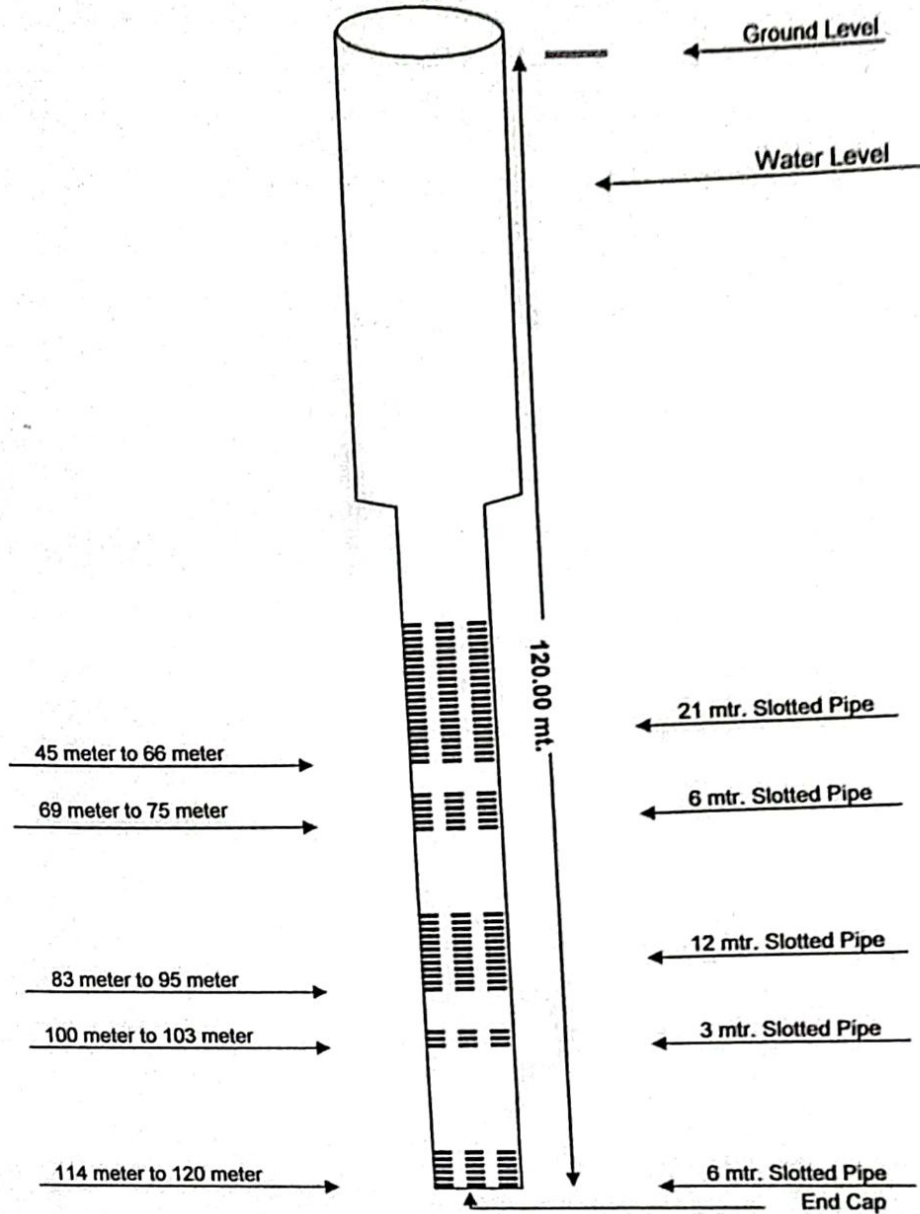 Ground Level
Water Level
120.00 mt.
21 mtr. Slotted Pipe
45 meter to 66 meter
6 mtr. Slotted Pipe
69 meter to 75 meter
12 mtr. Slotted Pipe
83 meter to 95 meter
3 mtr. Slotted Pipe
100 meter to 103 meter
114 meter to 120 meter
6 mtr. Slotted Pipe
End Cap